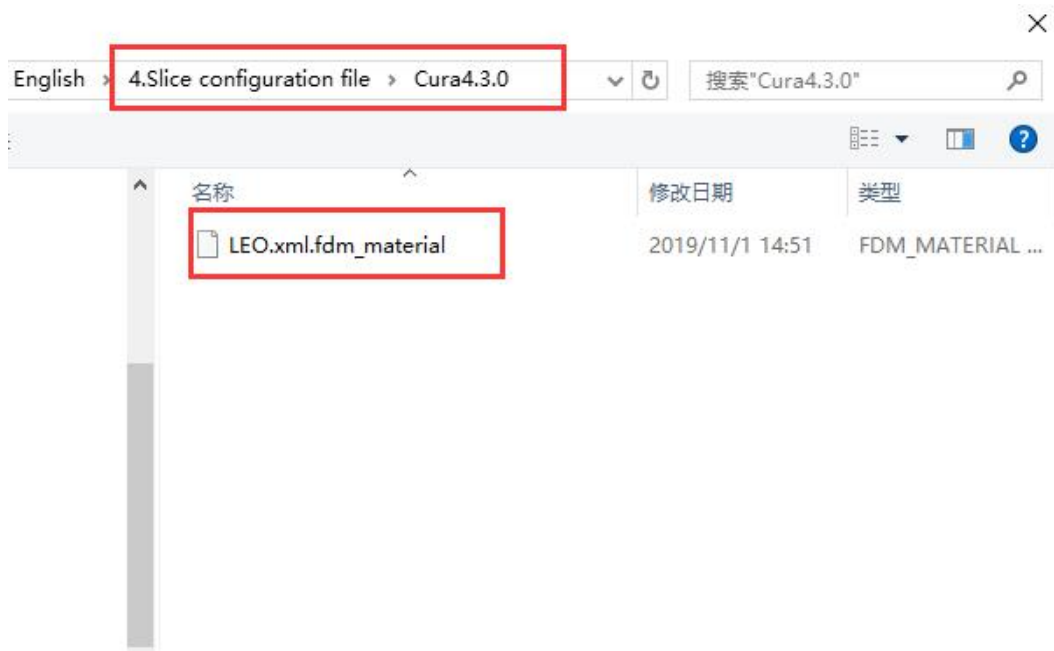 English > 4.Slice configuration file > Cura4.3.0 搜索"Cura4.3.0"
名称 修改日期 类型
LEO.xml.fdm_material 2019/11/1 14:51 FDM_MATERIAL ...